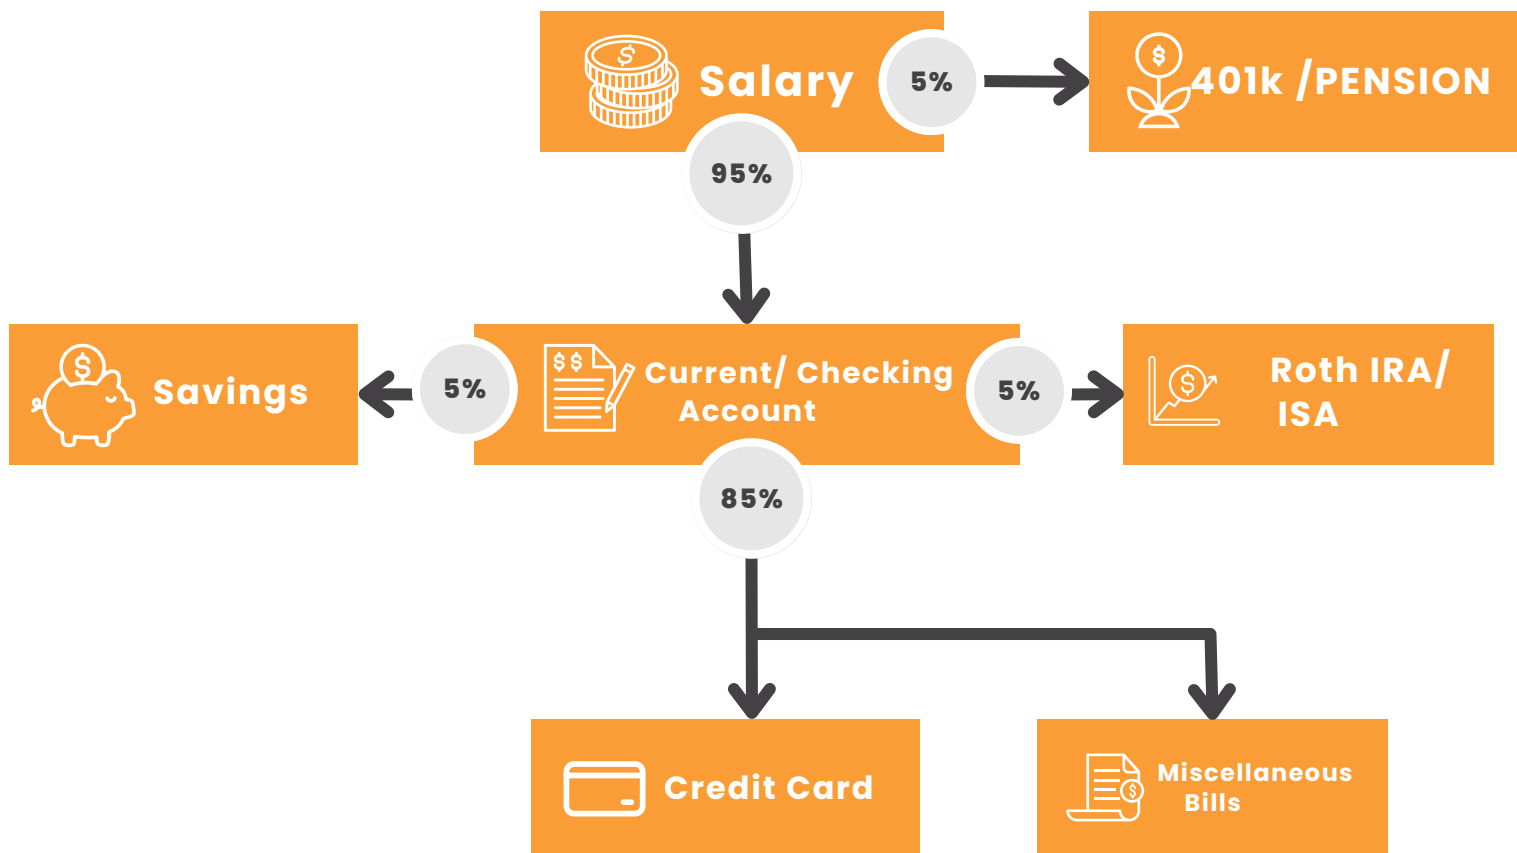 Salary
5%
401k /PENSION
95%
Savings
5%
Current/ Checking
Account
5%
Roth IRA/
ISA
85%
Credit Card
Miscellaneous
Bills